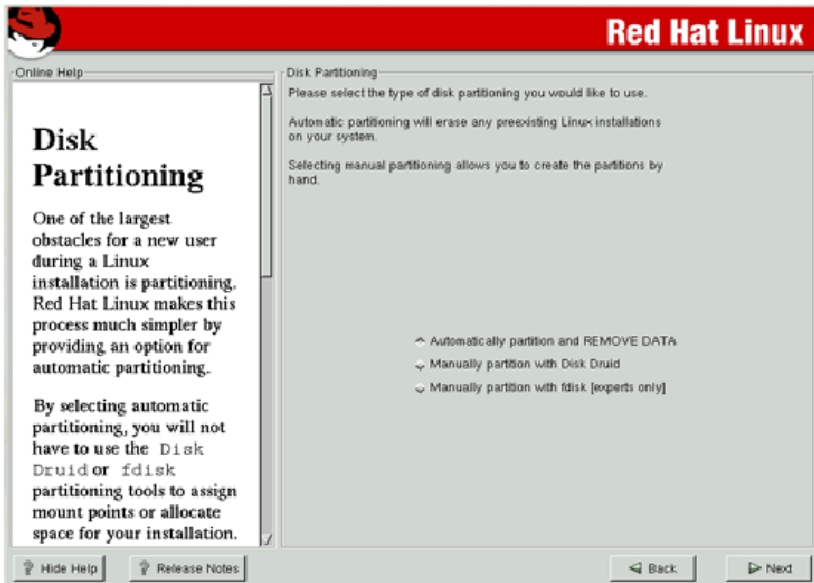 Red Hat Linux
Online Help
Disk
Partitioning
One of the largest
obstacles for a new user
during a Linux
installation is partitioning.
Red Hat Linux makes this
process much simpler by
providing an option for
automatic partitioning.
By selecting automatic
partitioning, you will not
have to use the Disk
Druid or fdisk
partitioning tools to assign
mount points or allocate
space for your installation.
Disk Partitioning
Please select the type of disk partitioning you would like to use.
Automatic partitioning will erase any preexisting Linux installations
on your system.
Selecting manual partitioning allows you to create the partitions by
hand.
Automatically partition and REMOVE DATA
Manually partition with Disk Druid
Manually partition with fdisk [experts only]
Hide Help
Release Notes
Back
Next